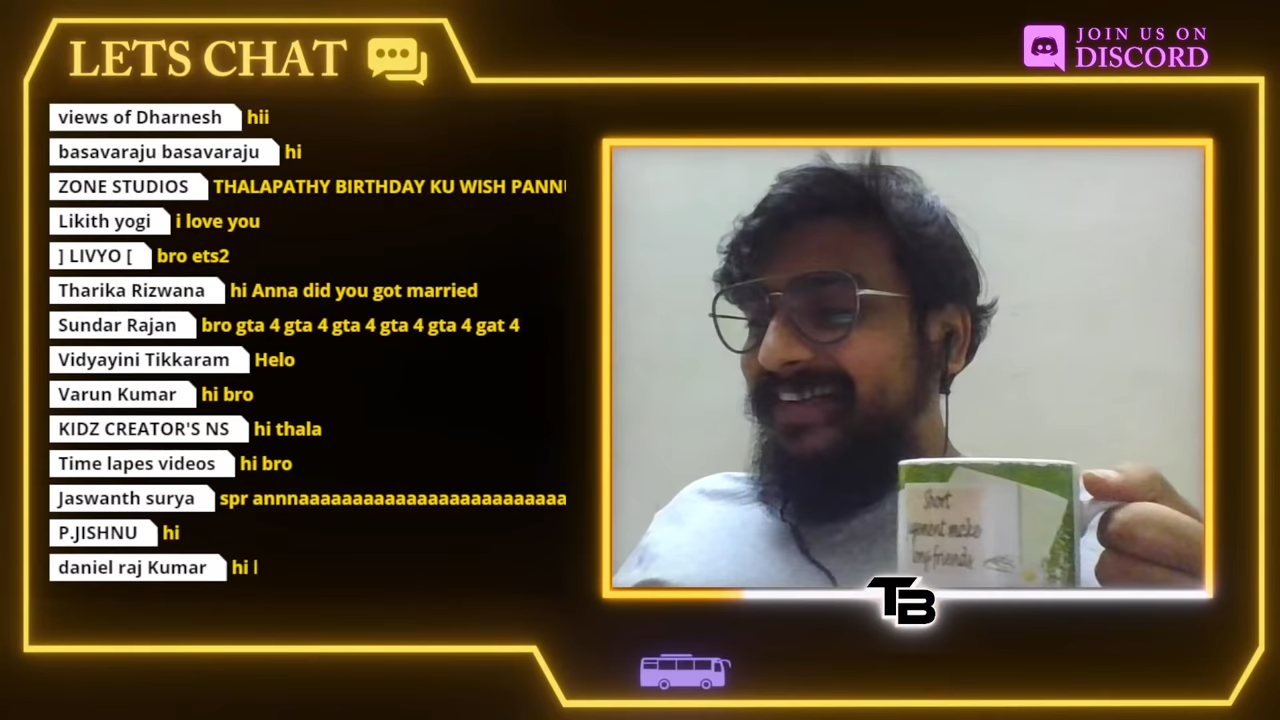 LETS CHAT
JOIN US ON
DISCORD
views of Dharnesh hii
basavaraju basavaraju hi
ZONE STUDIOS THALAPATHY BIRTHDAY KU WISH
Likith yogi i love you
] LIVYO [ bro ets2
Tharika Rizwana hi Anna did you got married
Sundar Rajan bro gta 4 gta 4 gta 4 gta 4 gta 4 gat 4
Vidyayini Tikkaram Helo
Varun Kumar hi bro
KIDZ CREATOR'S NS hi thala
Time lapes videos hi bro
Jaswanth surya spr
P.JISHNU hi
daniel raj Kumar hi
Short
make
friends
TB